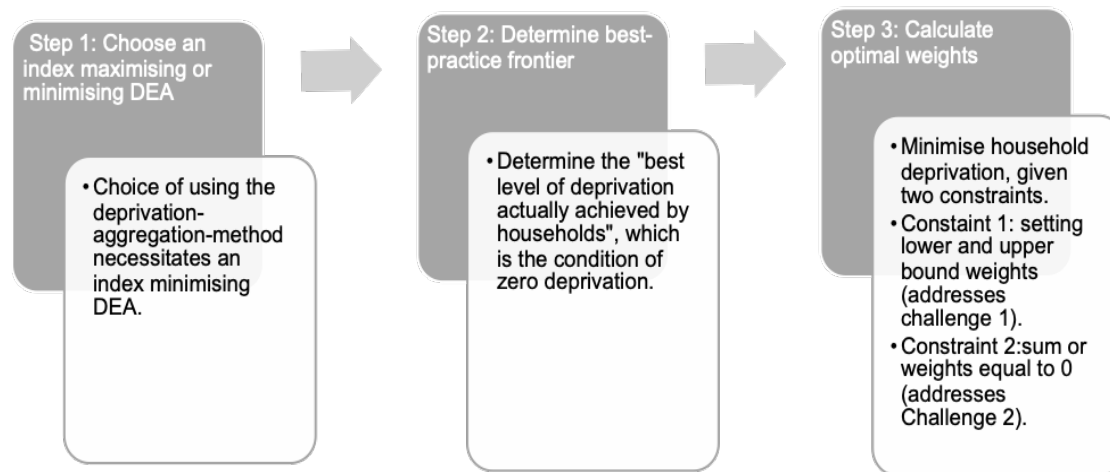 Step 1: Choose an
index maximising or
minimising DEA
• Choice of using the
deprivation-
aggregation-method
necessitates an
index minimising
DEA.
Step 2: Determine best-
practice frontier
• Determine the "best
level of deprivation
actually achieved by
households", which
is the condition of
zero deprivation.
Step 3: Calculate
optimal weights
• Minimise household
deprivation, given
two constraints.
• Constaint 1: setting
lower and upper
bound weights
(addresses
challenge 1).
• Constraint 2:sum or
weights equal to 0
(addresses
Challenge 2).